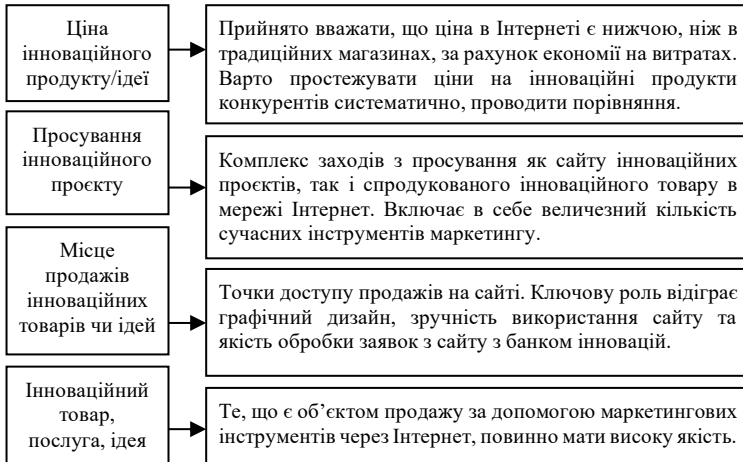 Ціна
інноваційного
продукту/ідеї
Прийнято вважати, що ціна в Інтернеті є нижчою, ніж в
традиційних магазинах, за рахунок економії на витратах.
Варто простежувати ціни на інноваційні продукти
конкурентів систематично, проводити порівняння.
Просування
інноваційного
проєкту
Комплекс заходів з просування як сайту інноваційних
проєктів, так і спродукованого інноваційного товару в
мережі Інтернет. Включає в себе величезний кількість
сучасних інструментів маркетингу.
Місце
продажів
інноваційних
товарів чи ідей
Точки доступу продажів на сайті. Ключову роль відіграє
графічний дизайн, зручність використання сайту та
якість обробки заявок з сайту з банком інновацій.
Інноваційний
товар,
послуга, ідея
Те, що є об’єктом продажу за допомогою маркетингових
інструментів через Інтернет, повинно мати високу якість.